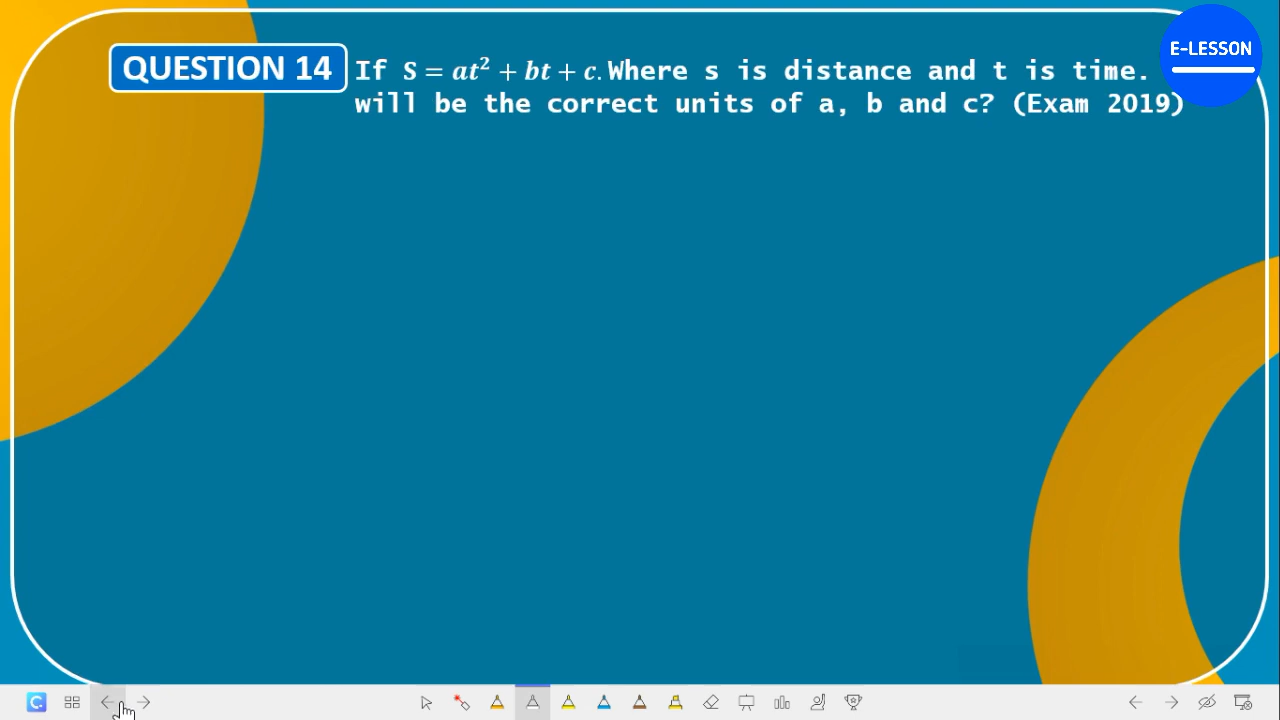 QUESTION 14
If S = at² + bt + c. Where s is distance and t is time.
will be the correct units of a, b and c? (Exam 2019)
E-LESSON